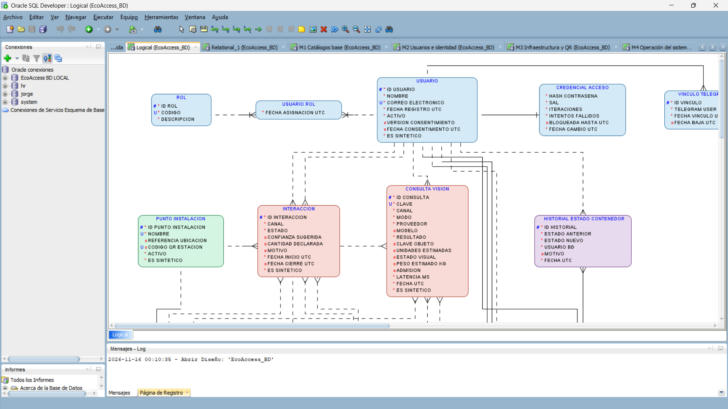 Oracle SQL Developer : Logical (EcoAccess_BD)
Archivo Editar Ver Navegar Ejecutar Equipo Herramientas Ventana Ayuda
Conexiones
Oracle conexiones
EcoAccess BD LOCAL
hr
jorge
system
Conexiones de Servicio Esquema de Base
Informes
Todos los Informes
Acerca de la Base de Datos
Logical (EcoAccess_BD)
Relational_1 (EcoAccess_BD)
M1 Catálogos base (EcoAccess_BD)
M2 Usuarios e identidad (EcoAccess_BD)
M3 Infraestructura y QR (EcoAccess_BD)
M4 Operación del sistem...
ROL
# * ID ROL
U * CODIGO
* DESCRIPCION
USUARIO ROL
* FECHA ASIGNACION UTC
USUARIO
# * ID USUARIO
* NOMBRE
U * CORREO ELECTRONICO
* FECHA REGISTRO UTC
* ACTIVO
VERSION CONSENTIMIENTO
FECHA CONSENTIMIENTO UTC
* ES SINTETICO
CREDENCIAL ACCESO
* HASH CONTRASENA
* SAL
* ITERACIONES
* INTENTOS FALLIDOS
BLOQUEADA HASTA UTC
* FECHA CAMBIO UTC
VINCULO TELEG
# * ID VINCULO
* TELEGRAM USER
* FECHA VINCULO U
FECHA BAJA UTC
PUNTO INSTALACION
# * ID PUNTO INSTALACION
U * NOMBRE
REFERENCIA UBICACION
CODIGO QR ESTACION
* ACTIVO
* ES SINTETICO
INTERACCION
# * ID INTERACCION
* CANAL
* ESTADO
CONFIANZA SUGERIDA
CANTIDAD DECLARADA
MOTIVO
* FECHA INICIO UTC
FECHA CIERRE UTC
* ES SINTETICO
CONSULTA VISION
# * ID CONSULTA
U * CLAVE
* CANAL
* MODO
* PROVEEDOR
MODELO
* RESULTADO
CLAVE OBJETO
UNIDADES ESTIMADAS
ESTADO VISUAL
PESO ESTIMADO KG
ADMISION
* LATENCIA MS
* FECHA UTC
* ES SINTETICO
HISTORIAL ESTADO CONTENEDOR
# * ID HISTORIAL
* ESTADO ANTERIOR
* ESTADO NUEVO
* USUARIO BD
MOTIVO
* FECHA UTC
Logical
Mensajes - Log
2026-11-16 00:10:35 - Abrir Diseño: 'EcoAccess_BD'
Mensajes Página de Registro